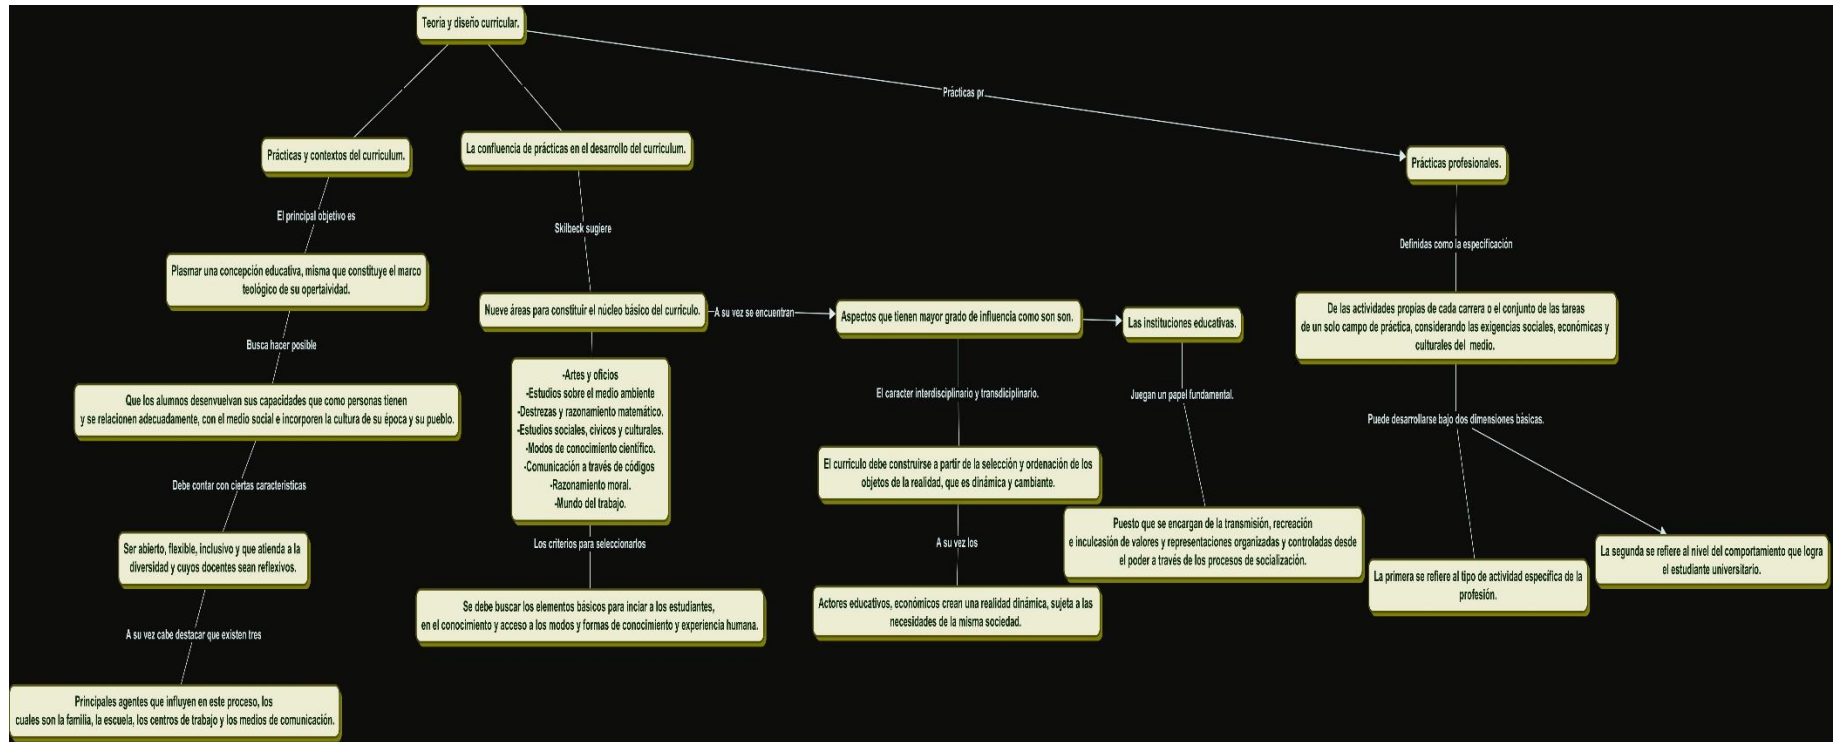 Teoría y diseño curricular.
Prácticas pr
Prácticas y contextos del curriculum.
La confluencia de prácticas en el desarrollo del curriculum.
Prácticas profesionales.
El principal objetivo es
Skilbeck sugiere
Definidas como la especificación
Plasmar una concepción educativa, misma que constituye el marco
teológico de su opertaividad.
Nueve áreas para constituir el núcleo básico del curriculo.
A su vez se encuentran
Aspectos que tienen mayor grado de influencia como son son.
Las instituciones educativas.
De las actividades propias de cada carrera o el conjunto de las tareas
de un solo campo de práctica, considerando las exigencias sociales, económicas y
culturales del medio.
Busca hacer posible
-Artes y oficios
-Estudios sobre el medio ambiente
-Destrezas y razonamiento matemático.
-Estudios sociales, cívicos y culturales.
-Modos de conocimiento científico.
-Comunicación a través de códigos
-Razonamiento moral.
-Mundo del trabajo.
El caracter interdisciplinario y transdiciplinario.
Juegan un papel fundamental.
Puede desarrollarse bajo dos dimensiones básicas.
Que los alumnos desenvuelvan sus capacidades que como personas tienen
y se relacionen adecuadamente, con el medio social e incorporen la cultura de su época y su pueblo.
El curriculo debe construirse a partir de la selección y ordenación de los
objetos de la realidad, que es dinámica y cambiante.
Debe contar con ciertas caracteristicas
Puesto que se encargan de la transmisión, recreación
e inculcasión de valores y representaciones organizadas y controladas desde
el poder a través de los procesos de socialización.
Los criterios para seleccionarlos
A su vez los
Ser abierto, flexible, inclusivo y que atienda a la
diversidad y cuyos docentes sean reflexivos.
La segunda se refiere al nivel del comportamiento que logra
el estudiante universitario.
La primera se refiere al tipo de actividad específica de la
profesión.
Se debe buscar los elementos básicos para inciar a los estudiantes,
en el conocimiento y acceso a los modos y formas de conocimiento y experiencia humana.
Actores educativos, económicos crean una realidad dinámica, sujeta a las
necesidades de la misma sociedad.
A su vez cabe destacar que existen tres
Principales agentes que influyen en este proceso, los
cuales son la familia, la escuela, los centros de trabajo y los medios de comunicación.